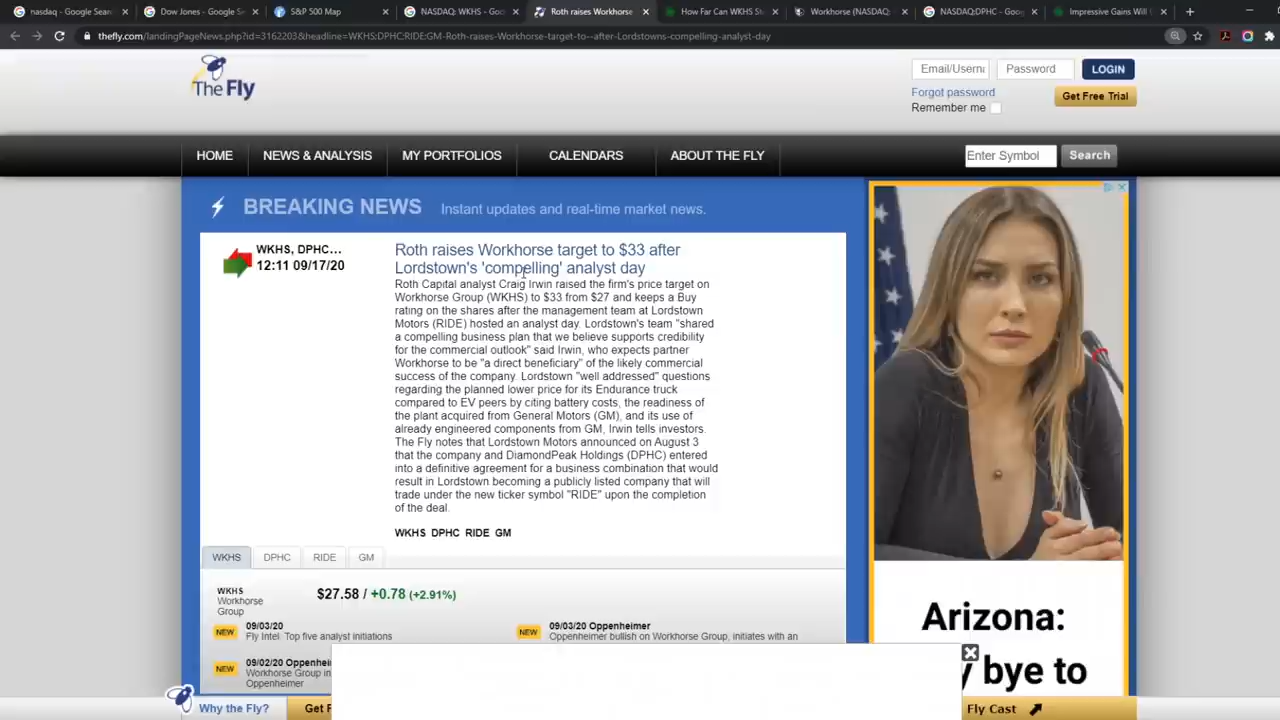 nasdaq - Google Sear
Dow Jones - Google Se
S&P 500 Map
NASDAQ: WKHS - Go
Roth raises Workhorse
How Far Can WKHS St
Workhorse (NASDAQ:
NASDAQ:DPHC - Goo
Impressive Gains Will
thefly.com/landingPageNews.php?id=3162203&headline=WKHS;DPHC;RIDE;GM-Roth-raises-Workhorse-target-to--after-Lordstowns-compelling-analyst-day
The Fly
Email/Userna
Password
LOGIN
Forgot password
Remember me
Get Free Trial
HOME
NEWS & ANALYSIS
MY PORTFOLIOS
CALENDARS
ABOUT THE FLY
Enter Symbol
Search
BREAKING NEWS Instant updates and real-time market news.
WKHS, DPHC...
12:11 09/17/20
Roth raises Workhorse target to $33 after
Lordstown's 'compelling' analyst day
Roth Capital analyst Craig Irwin raised the firm's price target on
Workhorse Group (WKHS) to $33 from $27 and keeps a Buy
rating on the shares after the management team at Lordstown
Motors (RIDE) hosted an analyst day. Lordstown's team "shared
a compelling business plan that we believe supports credibility
for the commercial outlook" said Irwin, who expects partner
Workhorse to be "a direct beneficiary" of the likely commercial
success of the company. Lordstown "well addressed" questions
regarding the planned lower price for its Endurance truck
compared to EV peers by citing battery costs, the readiness of
the plant acquired from General Motors (GM), and its use of
already engineered components from GM, Irwin tells investors.
The Fly notes that Lordstown Motors announced on August 3
that the company and DiamondPeak Holdings (DPHC) entered
into a definitive agreement for a business combination that would
result in Lordstown becoming a publicly listed company that will
trade under the new ticker symbol "RIDE" upon the completion
of the deal.
WKHS DPHC RIDE GM
WKHS
DPHC
RIDE
GM
WKHS
Workhorse
Group
$27.58 / +0.78 (+2.91%)
NEW
09/03/20
Fly Intel: Top five analyst initiations
NEW
09/03/20 Oppenheimer
Oppenheimer bullish on Workhorse Group, initiates with an
NEW
09/02/20 Oppenhei
Workhorse Group in
Oppenheimer
Arizona:
bye to
Why the Fly?
Get F
Fly Cast